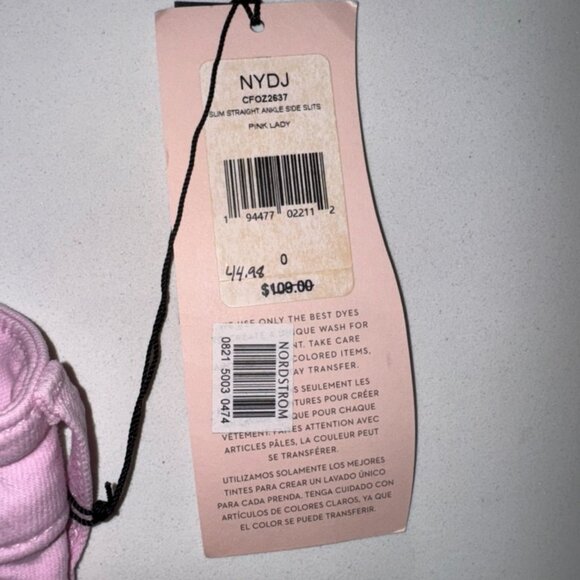 NYDJ
CFOZ2637
SLIM STRAIGHT ANKLE SIDE SLITS
PINK LADY
1 94477 02211 2
0
44.98
$109.00
USE ONLY THE BEST DYES
UNIQUE WASH FOR
TAKE CARE
COLORED ITEMS,
TRANSFER.
SEULEMENT LES
POUR CRÉER
QUE POUR CHAQUE
VÊTEMENT. FAITES ATTENTION AVEC
ARTICLES PÂLES, LA COULEUR PEUT
SE TRANSFÉRER.
UTILIZAMOS SOLAMENTE LOS MEJORES
TINTES PARA CREAR UN LAVADO ÚNICO
PARA CADA PRENDA. TENGA CUIDADO CON
ARTÍCULOS DE COLORES CLAROS, YA QUE
EL COLOR SE PUEDE TRANSFERIR.
NORDSTROM
0821 5003 0474